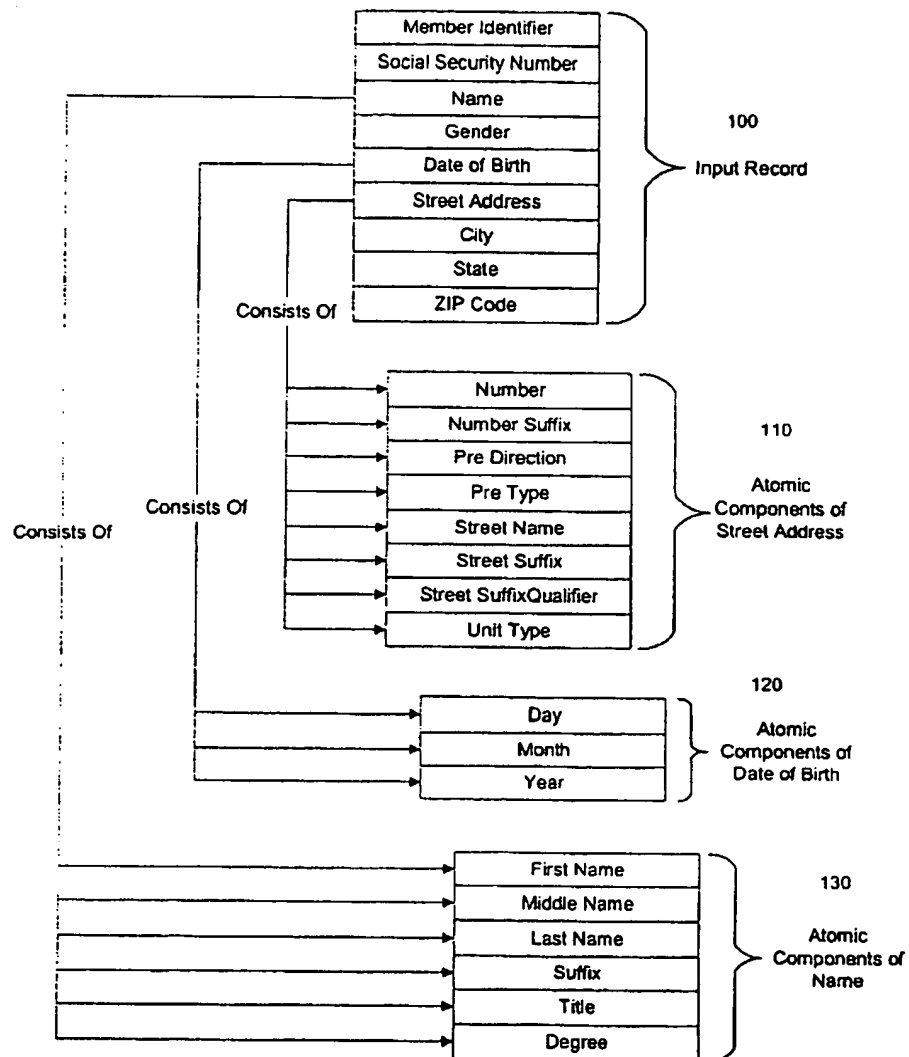 Member Identifier
Social Security Number
Name
Gender
Date of Birth
Street Address
City
State
ZIP Code
100
Input Record
Consists Of
Number
Number Suffix
Pre Direction
Pre Type
Street Name
Street Suffix
Street SuffixQualifier
Unit Type
110
Atomic
Components of
Street Address
Consists Of
Consists Of
Day
Month
Year
120
Atomic
Components of
Date of Birth
First Name
Middle Name
Last Name
Suffix
Title
Degree
130
Atomic
Components of
Name